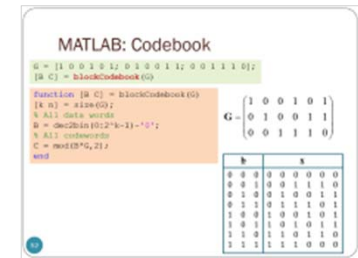 MATLAB: Codebook
G = [1 0 0 1 0 1; 0 1 0 0 1 1; 0 0 1 1 1 0];
[B C] = blockCodebook(G)
function [B C] = blockCodebook(G)
[k n] = size(G);
% All data words
B = dec2bin(0:2^k-1)-'0';
% All codewords
C = mod(B*G,2);
end
G =
1 0 0 1 0 1
0 1 0 0 1 1
0 0 1 1 1 0
b x
0 0 0 0 0 0 0 0 0
0 0 1 0 0 1 1 1 0
0 1 0 0 1 0 0 1 1
0 1 1 0 1 1 1 0 1
1 0 0 1 0 0 1 0 1
1 0 1 1 0 1 0 1 1
1 1 0 1 1 0 1 1 0
1 1 1 1 1 1 0 0 0